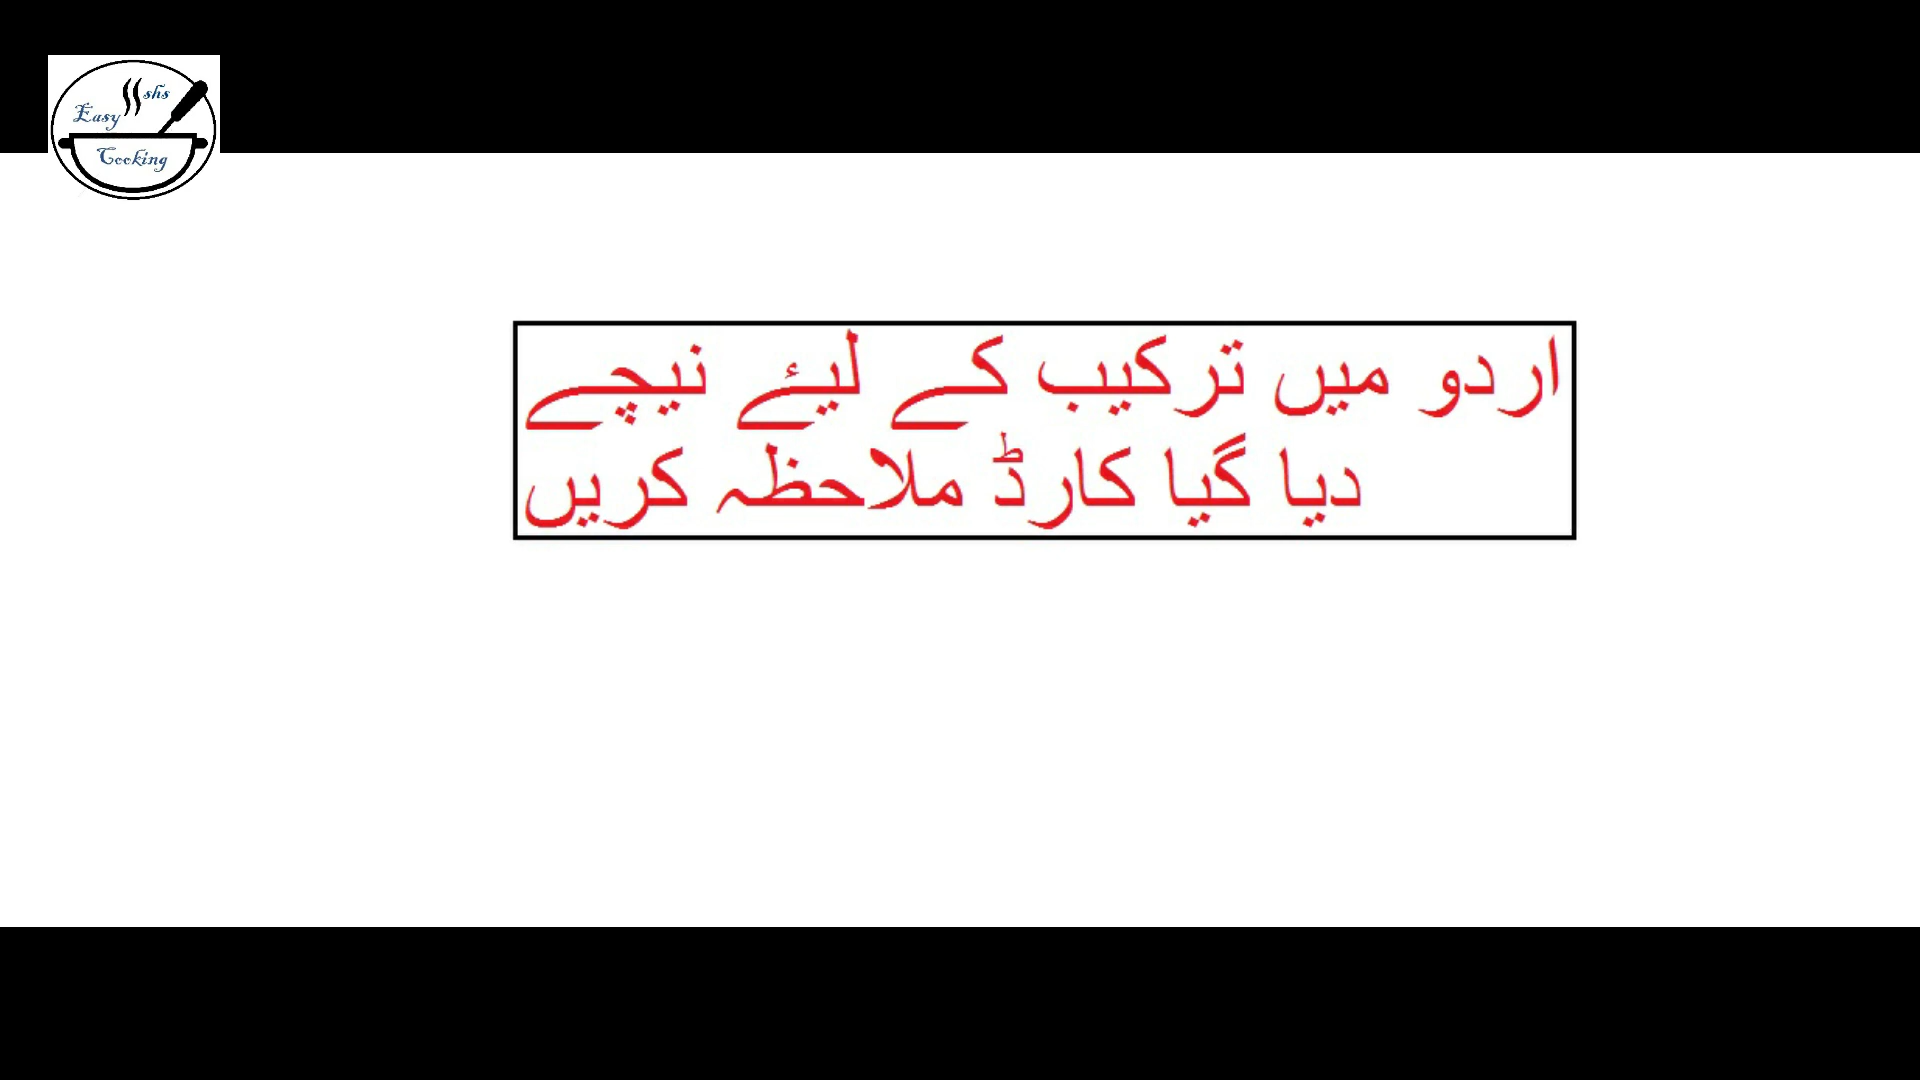 shs
Easy
Cooking
اردو میں ترکیب کے لیئے نیچے
دیا گیا کارڈ ملاحظہ کریں